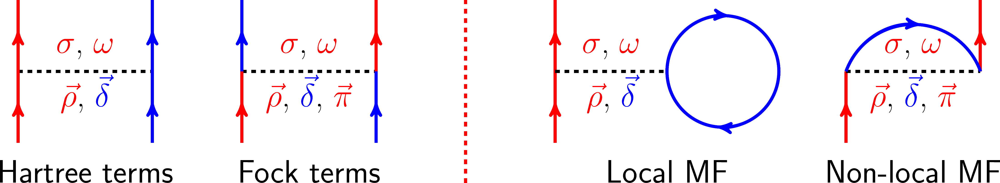 σ, ω
ρ⃗, δ⃗
Hartree terms
σ, ω
ρ⃗, δ⃗, π⃗
Fock terms
σ, ω
ρ⃗, δ⃗
Local MF
σ, ω
ρ⃗, δ⃗, π⃗
Non-local MF